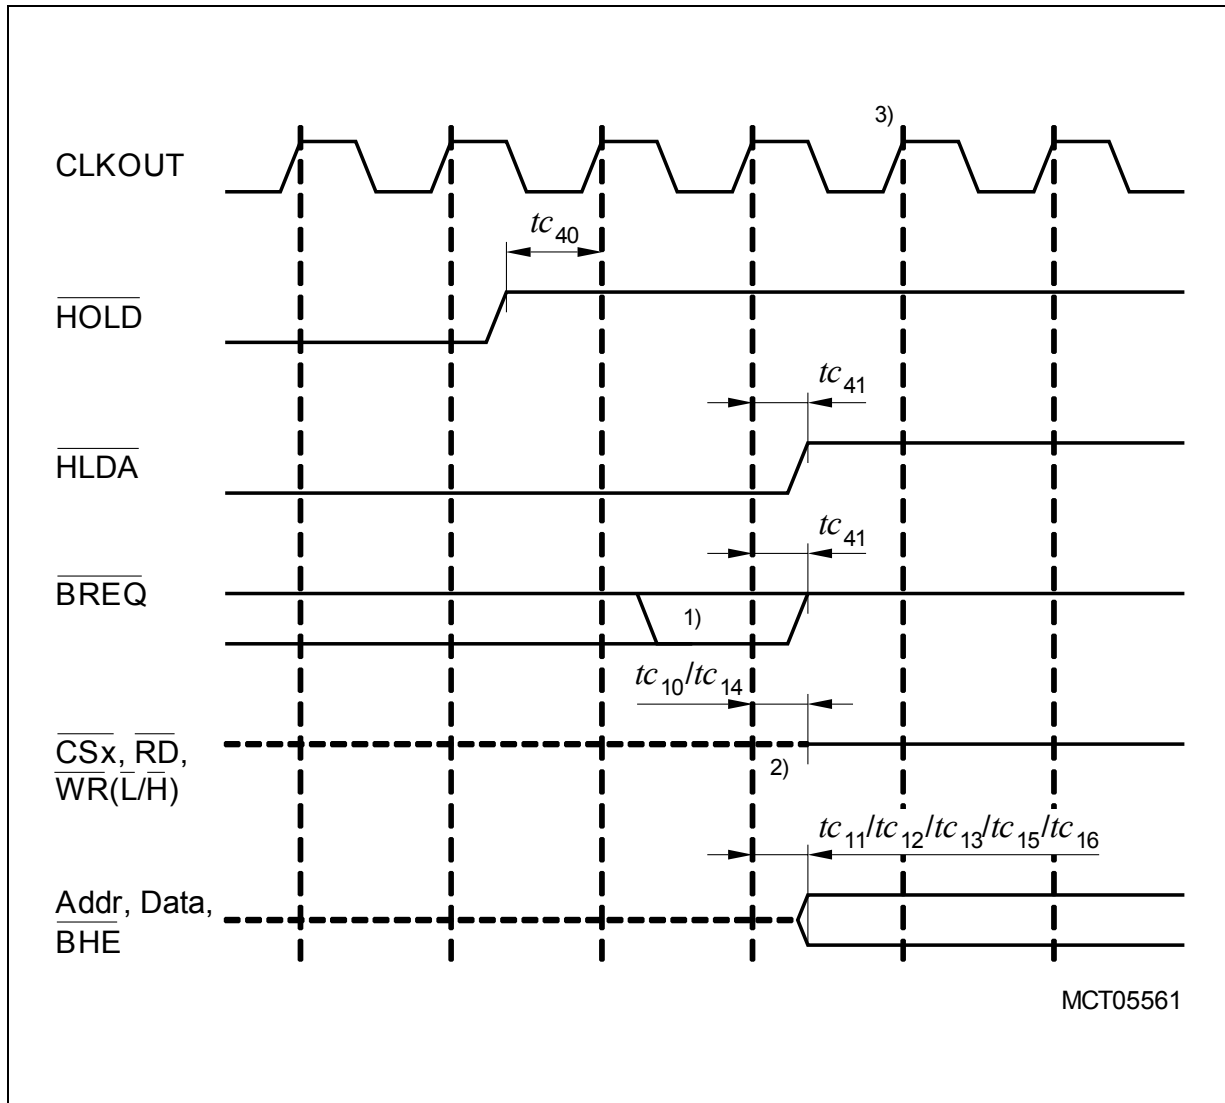 3)
CLKOUT
tc40
HOLD
tc41
HLDA
tc41
BREQ
1)
tc10/tc14
CSx, RD,
WR(L/H)
2)
tc11/tc12/tc13/tc15/tc16
Addr, Data,
BHE
MCT05561